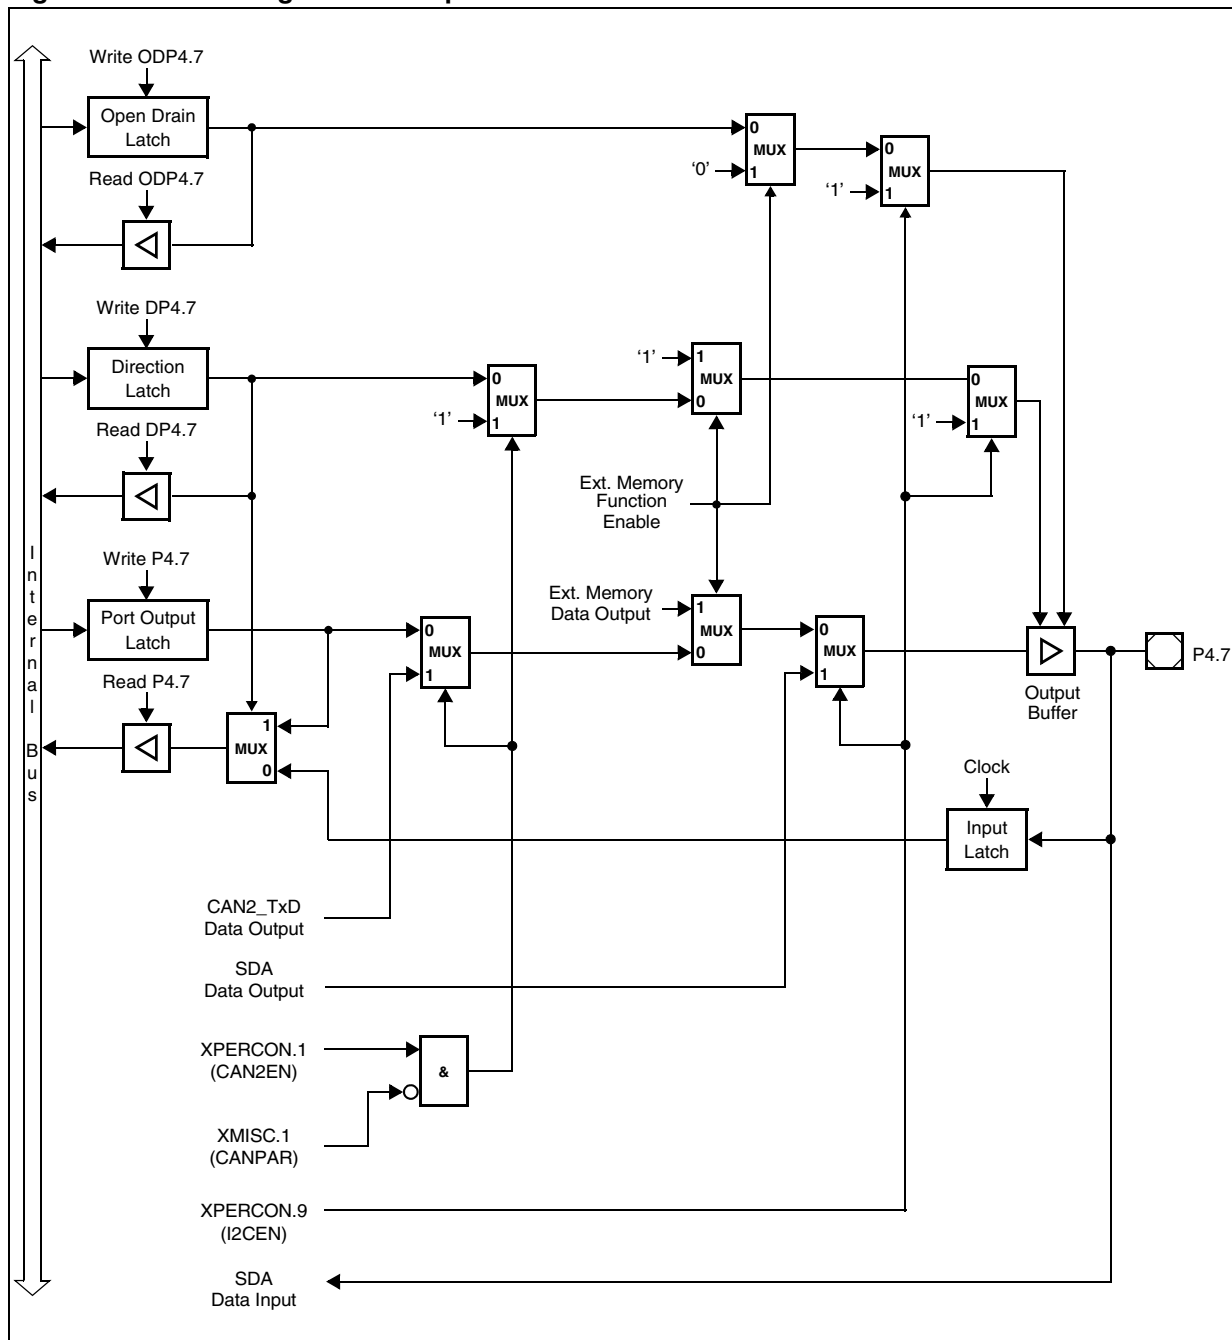 Write ODP4.7
Open Drain
Latch
Read ODP4.7
0
MUX
'0'
1
0
MUX
'1'
1
Write DP4.7
Direction
Latch
Read DP4.7
0
MUX
'1'
1
'1'
1
MUX
0
0
MUX
'1'
1
Ext. Memory
Function
Enable
Internal Bus
Write P4.7
Port Output
Latch
Read P4.7
1
MUX
0
0
MUX
1
Ext. Memory
Data Output
1
MUX
0
0
MUX
1
Output
Buffer
P4.7
Clock
Input
Latch
CAN2_TxD
Data Output
SDA
Data Output
XPERCON.1
(CAN2EN)
&
XMISC.1
(CANPAR)
XPERCON.9
(I2CEN)
SDA
Data Input